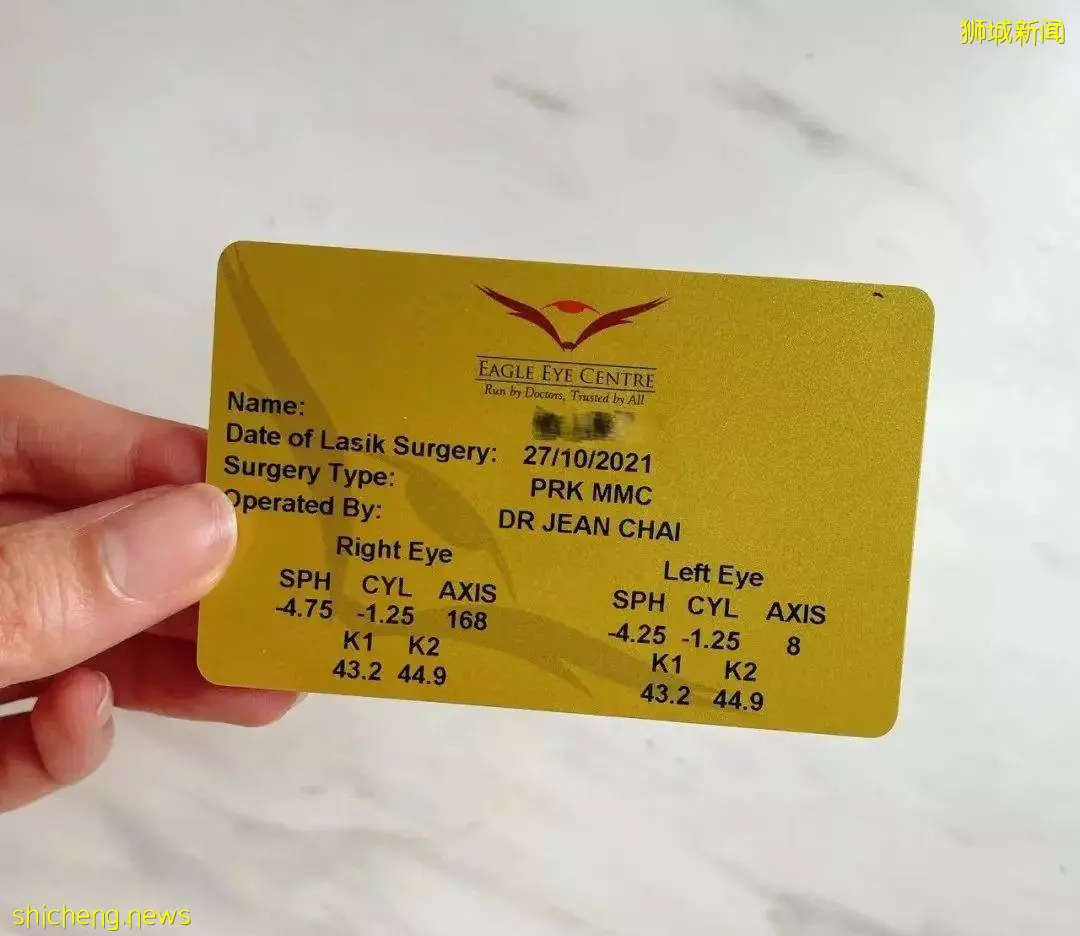 狮城新闻
EAGLE EYE CENTRE
Run by Doctors, Trusted by All
Name:
Date of Lasik Surgery: 27/10/2021
Surgery Type: PRK MMC
Operated By: DR JEAN CHAI
Right Eye
SPH CYL AXIS
-4.75 -1.25 168
K1 K2
43.2 44.9
Left Eye
SPH CYL AXIS
-4.25 -1.25 8
K1 K2
43.2 44.9
shicheng.news